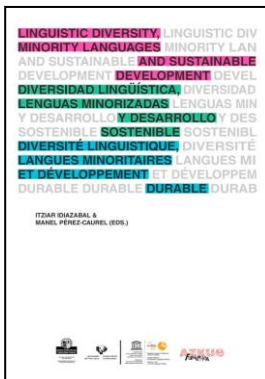 LINGUISTIC DIVERSITY, LINGUISTIC DIV
MINORITY LANGUAGES MINORITY LAN
AND SUSTAINABLE AND SUSTAINABLE
DEVELOPMENT DEVELOPMENT DEVEL
DIVERSIDAD LINGÜÍSTICA, DIVERSIDAD
LENGUAS MINORIZADAS LENGUAS MIN
Y DESARROLLO Y DESARROLLO Y DES
SOSTENIBLE SOSTENIBLE SOSTENIBL
DIVERSITÉ LINGUISTIQUE, DIVERSITÉ
LANGUES MINORITAIRES LANGUES MI
ET DÉVELOPPEMENT ET DÉVELOPPEM
DURABLE DURABLE DURABLE DURAB
ITZIAR IDIAZABAL &
MANEL PÉREZ-CAUREL (EDS.)
AZKUE